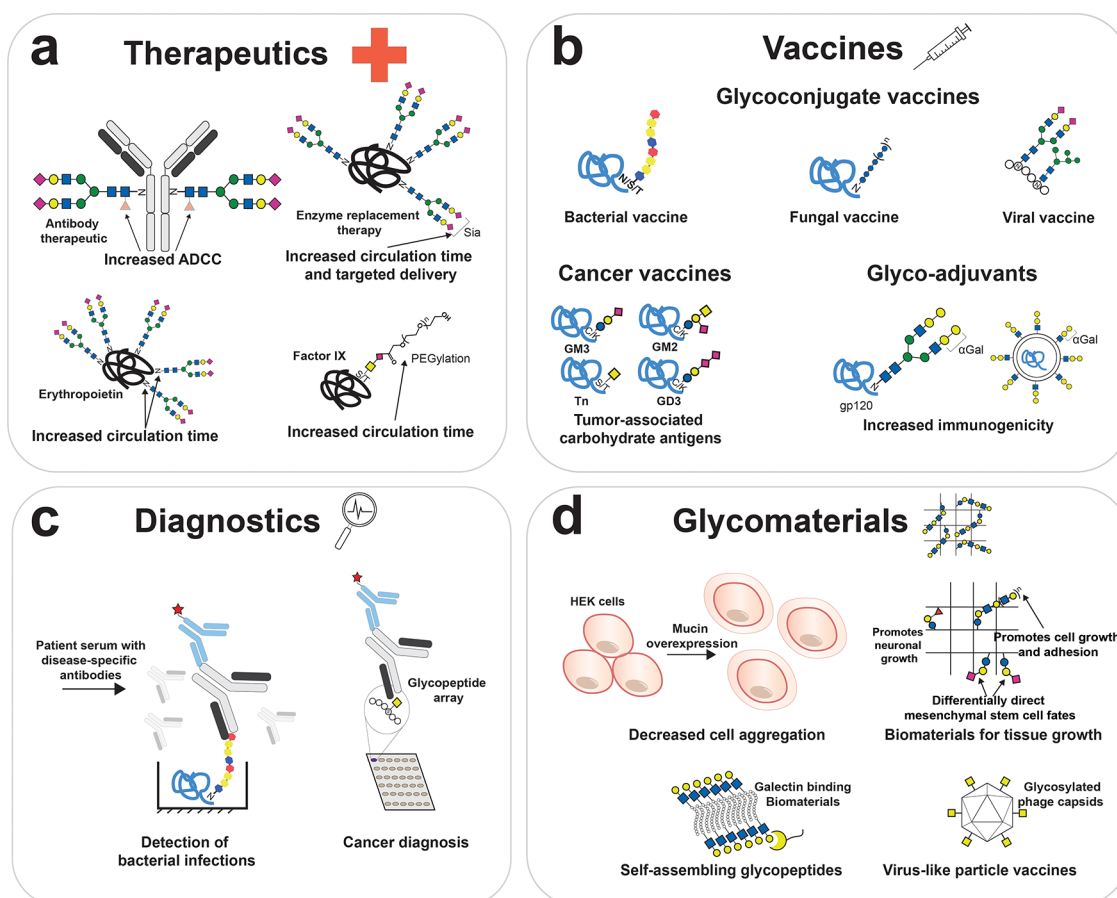 a
Therapeutics
N
N
Antibody
therapeutic
Increased ADCC
N
N
N
N
Enzyme replacement
therapy
Sia
Increased circulation time
and targeted delivery
N
N
N
N
Erythropoietin
Increased circulation time
Factor IX
S/T
O
O
n
OH
PEGylation
Increased circulation time
b
Vaccines
Glycoconjugate vaccines
N/S/T
Bacterial vaccine
N
n
Fungal vaccine
N
N
Viral vaccine
Cancer vaccines
C/K
GM3
C/K
GM2
S/T
Tn
C/K
GD3
Tumor-associated
carbohydrate antigens
Glyco-adjuvants
N
gp120
αGal
αGal
Increased immunogenicity
c
Diagnostics
Patient serum with
disease-specific
antibodies
N
Detection of
bacterial infections
Glycopeptide
array
Cancer diagnosis
d
Glycomaterials
HEK cells
Mucin
overexpression
Decreased cell aggregation
n
Promotes
neuronal
growth
Promotes cell growth
and adhesion
Differentially direct
mesenchymal stem cell fates
Biomaterials for tissue growth
Galectin binding
Biomaterials
Self-assembling glycopeptides
Glycosylated
phage capsids
Virus-like particle vaccines